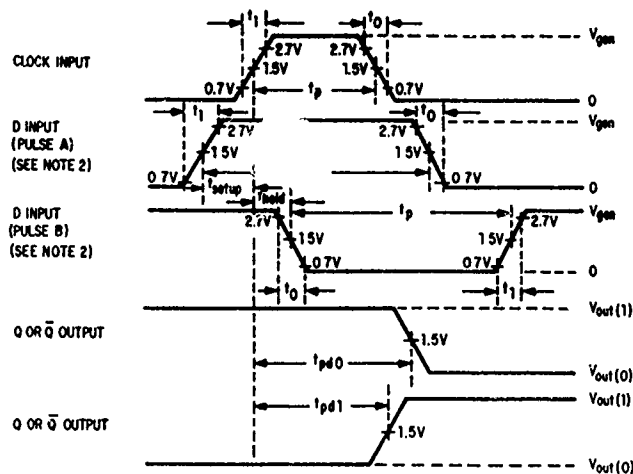 t1 t0
Vgen
2.7V 2.7V
CLOCK INPUT 1.5V 1.5V
0.7V tp 0.7V
0
t1 t0
D INPUT 2.7V 2.7V Vgen
(PULSE A) 1.5V 1.5V
(SEE NOTE 2)
0.7V 0.7V
tsetup 0
thold
D INPUT 2.7V tp 2.7V Vgen
(PULSE B) 1.5V 1.5V
(SEE NOTE 2)
0.7V 0.7V
0
t0 t1
Vout(1)
Q OR Q̅ OUTPUT 1.5V
tpd0
Vout(0)
Vout(1)
tpd1
Q OR Q̅ OUTPUT 1.5V
Vout(0)